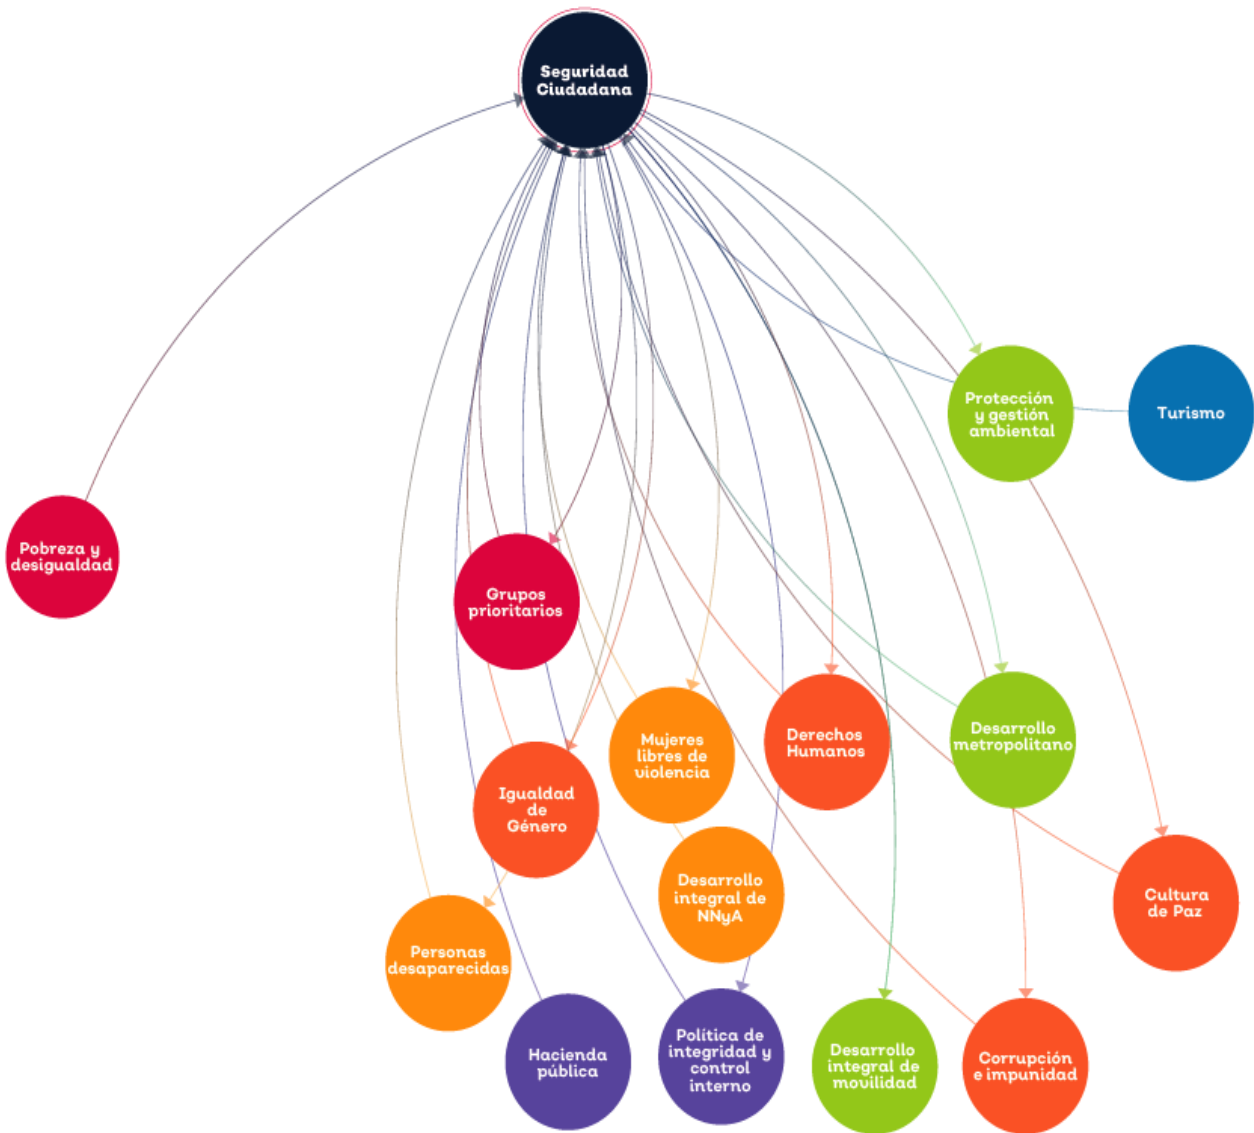 Seguridad
Ciudadana
Protección
y gestión
ambiental
Turismo
Pobreza y
desigualdad
Grupos
prioritarios
Mujeres
libres de
violencia
Derechos
Humanos
Desarrollo
metropolitano
Igualdad
de
Género
Desarrollo
integral de
NNyA
Cultura
de Paz
Personas
desaparecidas
Hacienda
pública
Política de
integridad y
control
interno
Desarrollo
integral de
movilidad
Corrupción
e impunidad